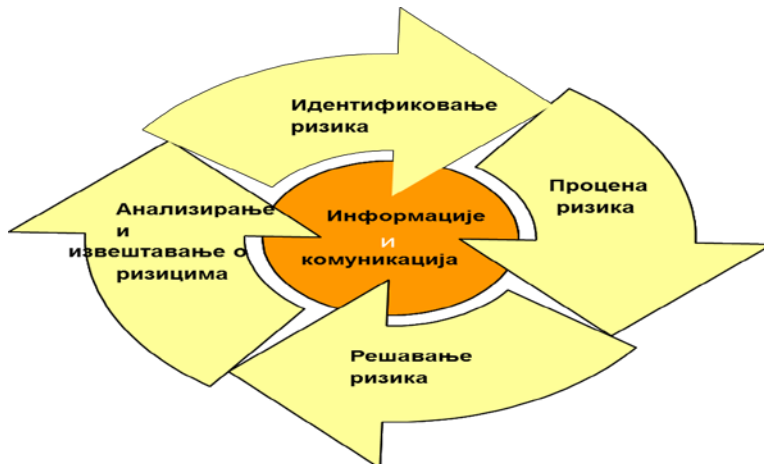 Идентификовање
ризика
Процена
ризика
Решавање
ризика
Анализирање
и
извештавање о
ризицима
Информације
и
комуникација